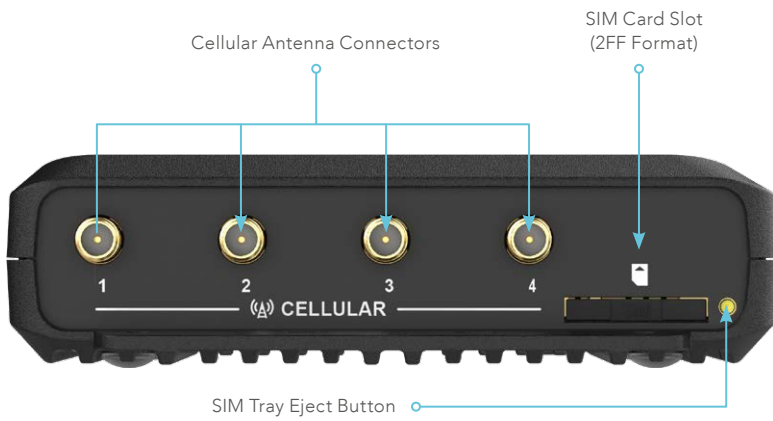 SIM Card Slot
(2FF Format)
Cellular Antenna Connectors
1 2 3 4
CELLULAR
SIM Tray Eject Button